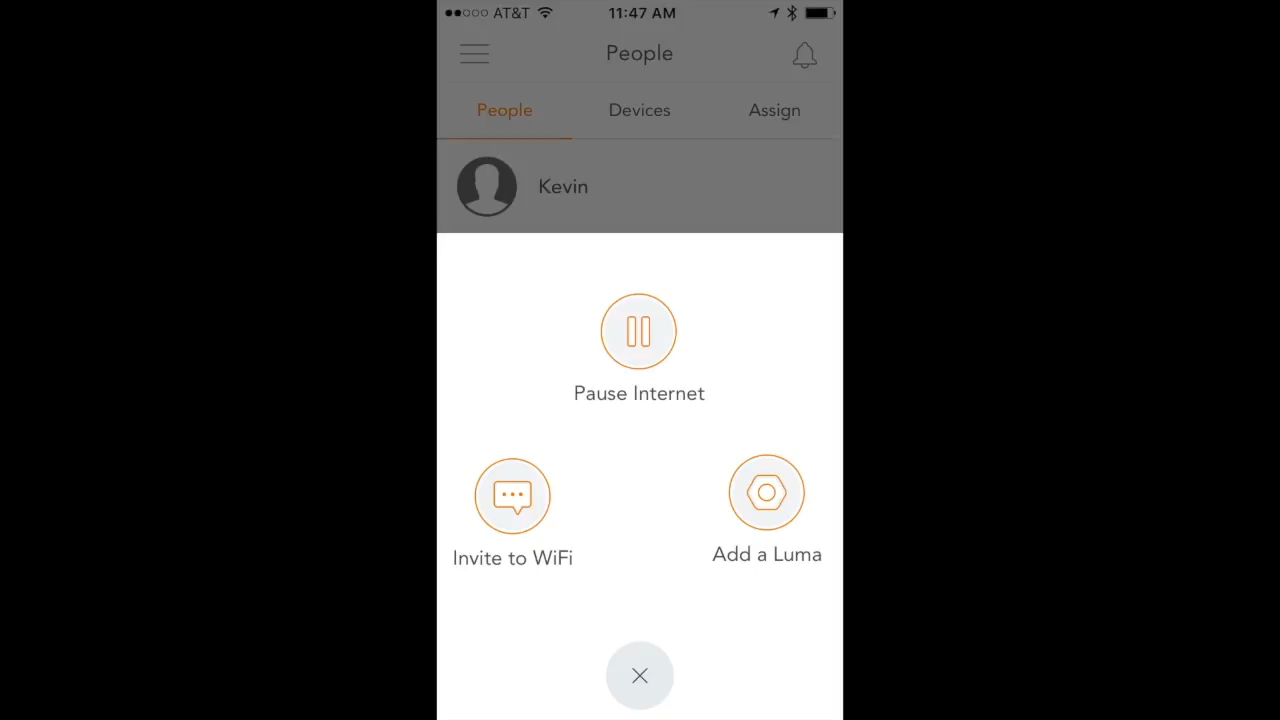 AT&T 11:47 AM
People
People Devices Assign
Kevin
Pause Internet
Invite to WiFi
Add a Luma